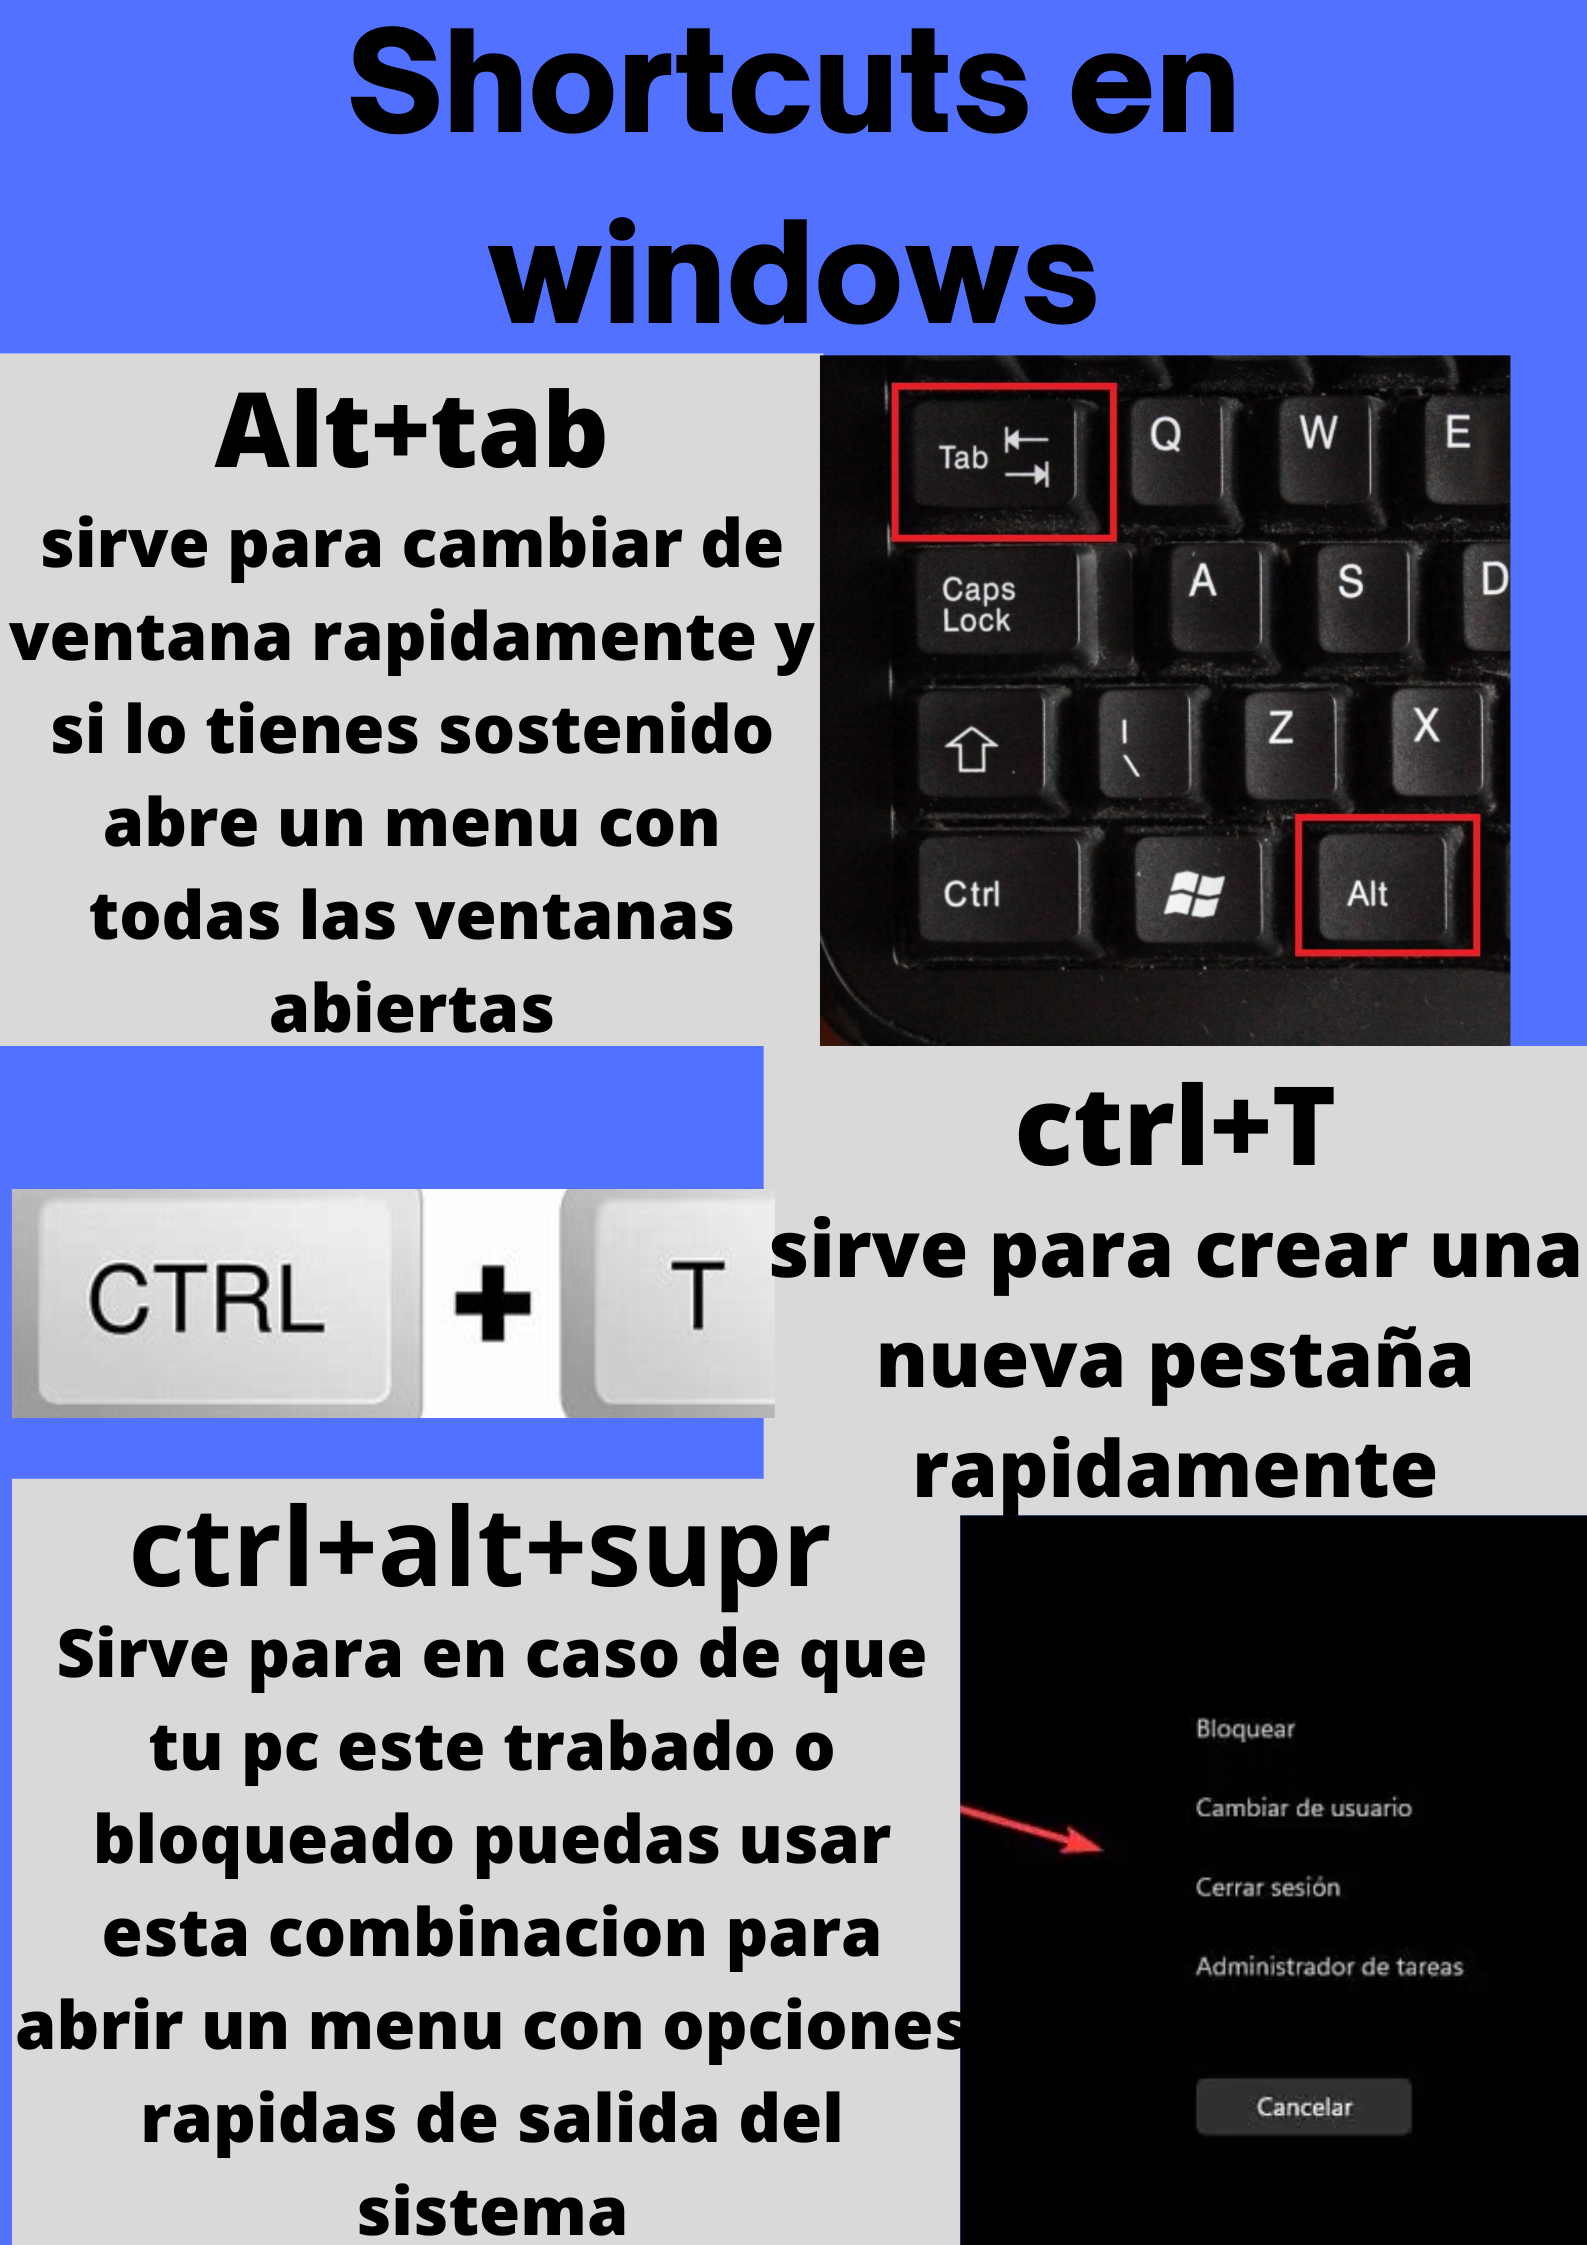 Shortcuts en
windows
Alt+tab
sirve para cambiar de
ventana rapidamente y
si lo tienes sostenido
abre un menu con
todas las ventanas
abiertas
Tab Q W E
Caps
Lock
A S D
| \ Z X
Ctrl Alt
ctrl+T
sirve para crear una
nueva pestaña
rapidamente
CTRL + T
ctrl+alt+supr
Sirve para en caso de que
tu pc este trabado o
bloqueado puedas usar
esta combinacion para
abrir un menu con opciones
rapidas de salida del
sistema
Bloquear
Cambiar de usuario
Cerrar sesión
Administrador de tareas
Cancelar